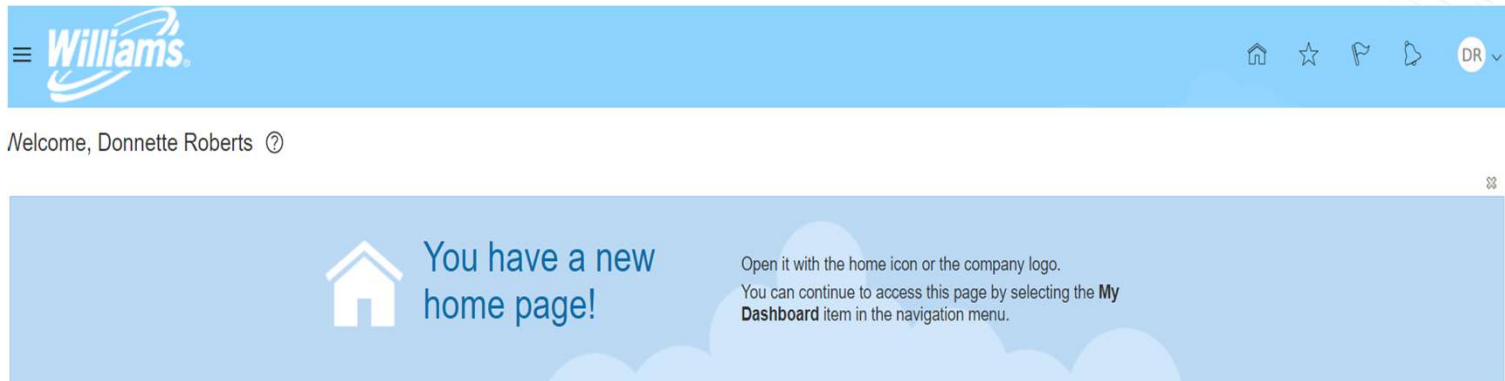 Williams®
DR
Welcome, Donnette Roberts
You have a new
home page!
Open it with the home icon or the company logo.
You can continue to access this page by selecting the My
Dashboard item in the navigation menu.